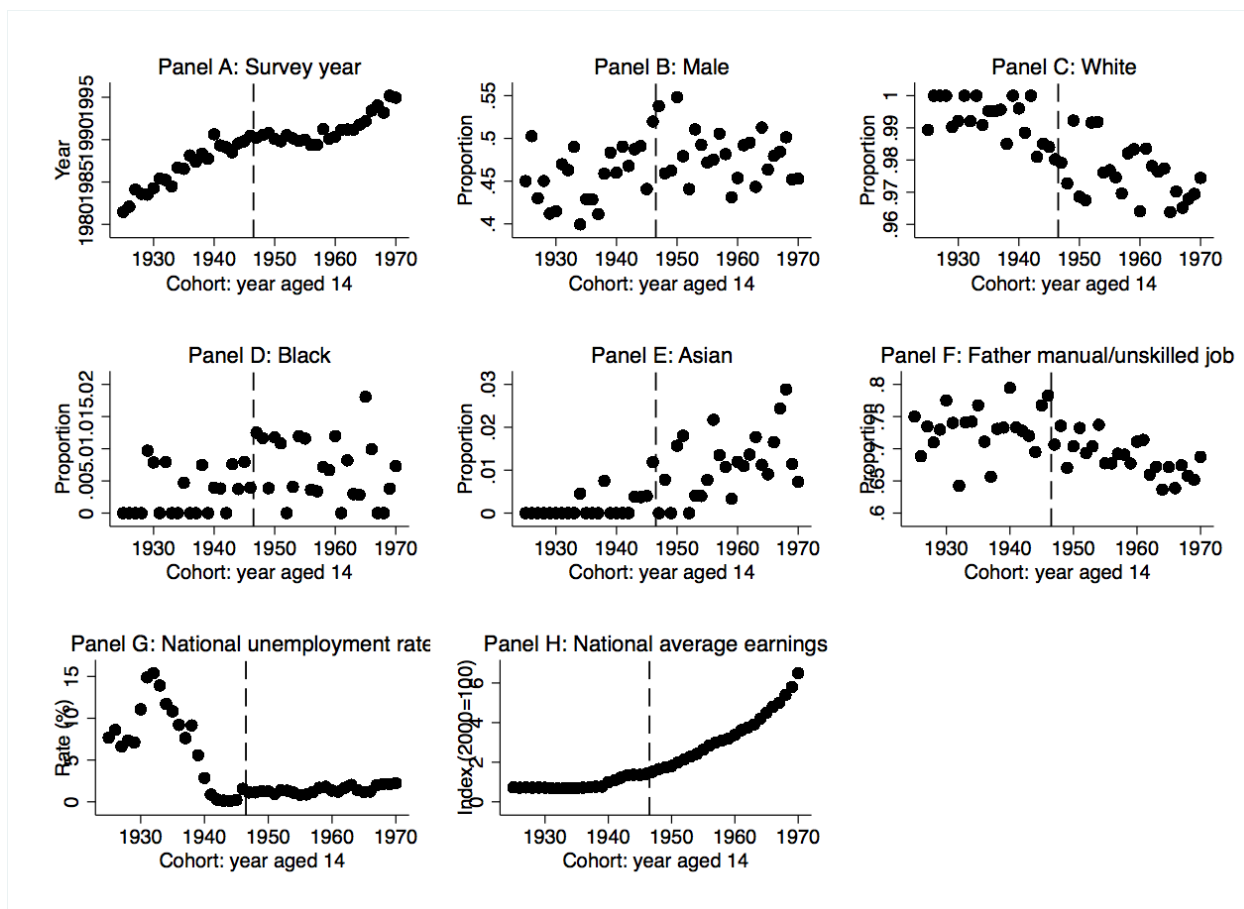 Panel A: Survey year
Year
1980198519901995
1930 1940 1950 1960 1970
Cohort: year aged 14
Panel B: Male
Proportion
.4 .45 .5 .55
1930 1940 1950 1960 1970
Cohort: year aged 14
Panel C: White
Proportion
.96.97.98.99 1
1930 1940 1950 1960 1970
Cohort: year aged 14
Panel D: Black
Proportion
0 .005.01.015.02
1930 1940 1950 1960 1970
Cohort: year aged 14
Panel E: Asian
Proportion
0 .01 .02 .03
1930 1940 1950 1960 1970
Cohort: year aged 14
Panel F: Father manual/unskilled job
Proportion
.6 .65 .7 .75 .8
1930 1940 1950 1960 1970
Cohort: year aged 14
Panel G: National unemployment rate
Rate (%)
0 5 10 15
1930 1940 1950 1960 1970
Cohort: year aged 14
Panel H: National average earnings
Index (2000=100)
0 2 4 6
1930 1940 1950 1960 1970
Cohort: year aged 14